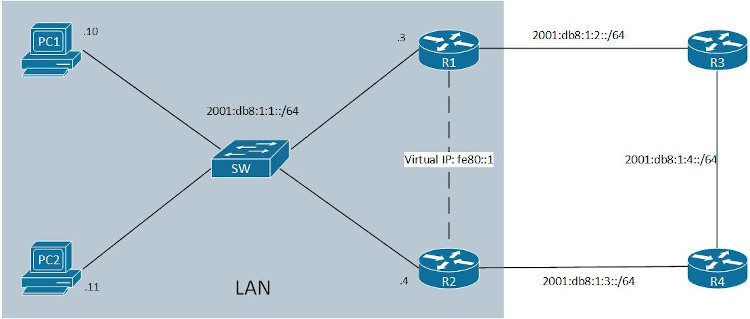 PC1
.10
.3
R1
2001:db8:1:2::/64
R3
2001:db8:1:1::/64
SW
Virtual IP: fe80::1
2001:db8:1:4::/64
PC2
.11
LAN
.4
R2
2001:db8:1:3::/64
R4